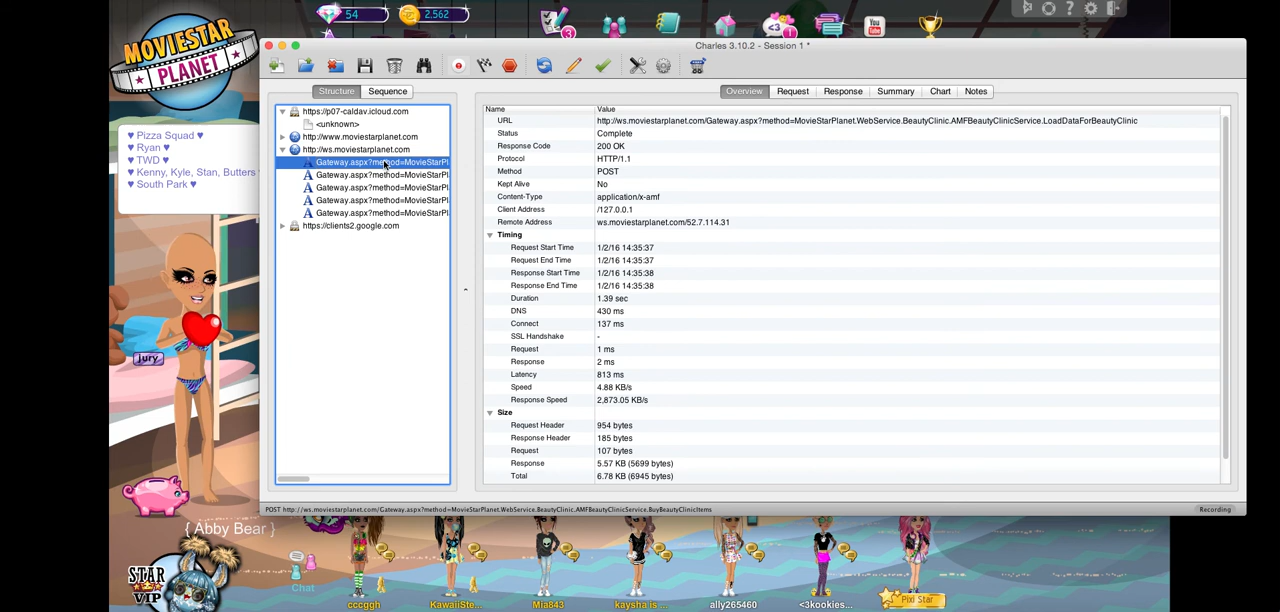 54
2,562
3
<3
1
You
Tube
MOVIESTAR
PLANET
♥ Pizza Squad ♥
♥ Ryan ♥
♥ TWD ♥
♥ Kenny, Kyle, Stan, Butters
♥ South Park ♥
Charles 3.10.2 - Session 1 *
Structure
Sequence
https://p07-caldav.icloud.com
<unknown>
http://www.moviestarplanet.com
http://ws.moviestarplanet.com
Gateway.aspx?method=MovieStarPl
Gateway.aspx?method=MovieStarPl
Gateway.aspx?method=MovieStarPl
Gateway.aspx?method=MovieStarPl
Gateway.aspx?method=MovieStarPl
https://clients2.google.com
Overview
Request
Response
Summary
Chart
Notes
Name Value
URL http://ws.moviestarplanet.com/Gateway.aspx?method=MovieStarPlanet.WebService.BeautyClinic.AMFBeautyClinicService.LoadDataForBeautyClinic
Status Complete
Response Code 200 OK
Protocol HTTP/1.1
Method POST
Kept Alive No
Content-Type application/x-amf
Client Address /127.0.0.1
Remote Address ws.moviestarplanet.com/52.7.114.31
Timing
Request Start Time 1/2/16 14:35:37
Request End Time 1/2/16 14:35:37
Response Start Time 1/2/16 14:35:38
Response End Time 1/2/16 14:35:38
Duration 1.39 sec
DNS 430 ms
Connect 137 ms
SSL Handshake -
Request 1 ms
Response 2 ms
Latency 813 ms
Speed 4.88 KB/s
Response Speed 2,873.05 KB/s
Size
Request Header 954 bytes
Response Header 185 bytes
Request 107 bytes
Response 5.57 KB (5699 bytes)
Total 6.78 KB (6945 bytes)
POST http://ws.moviestarplanet.com/Gateway.aspx?method=MovieStarPlanet.WebService.BeautyClinic.AMFBeautyClinicService.BuyBeautyClinicItems
Recording
jury
{ Abby Bear }
STAR
VIP
Chat
cccggh
KawaiiSte...
Mia843
kaysha is ...
ally265460
<3kookies...
Pixi Star